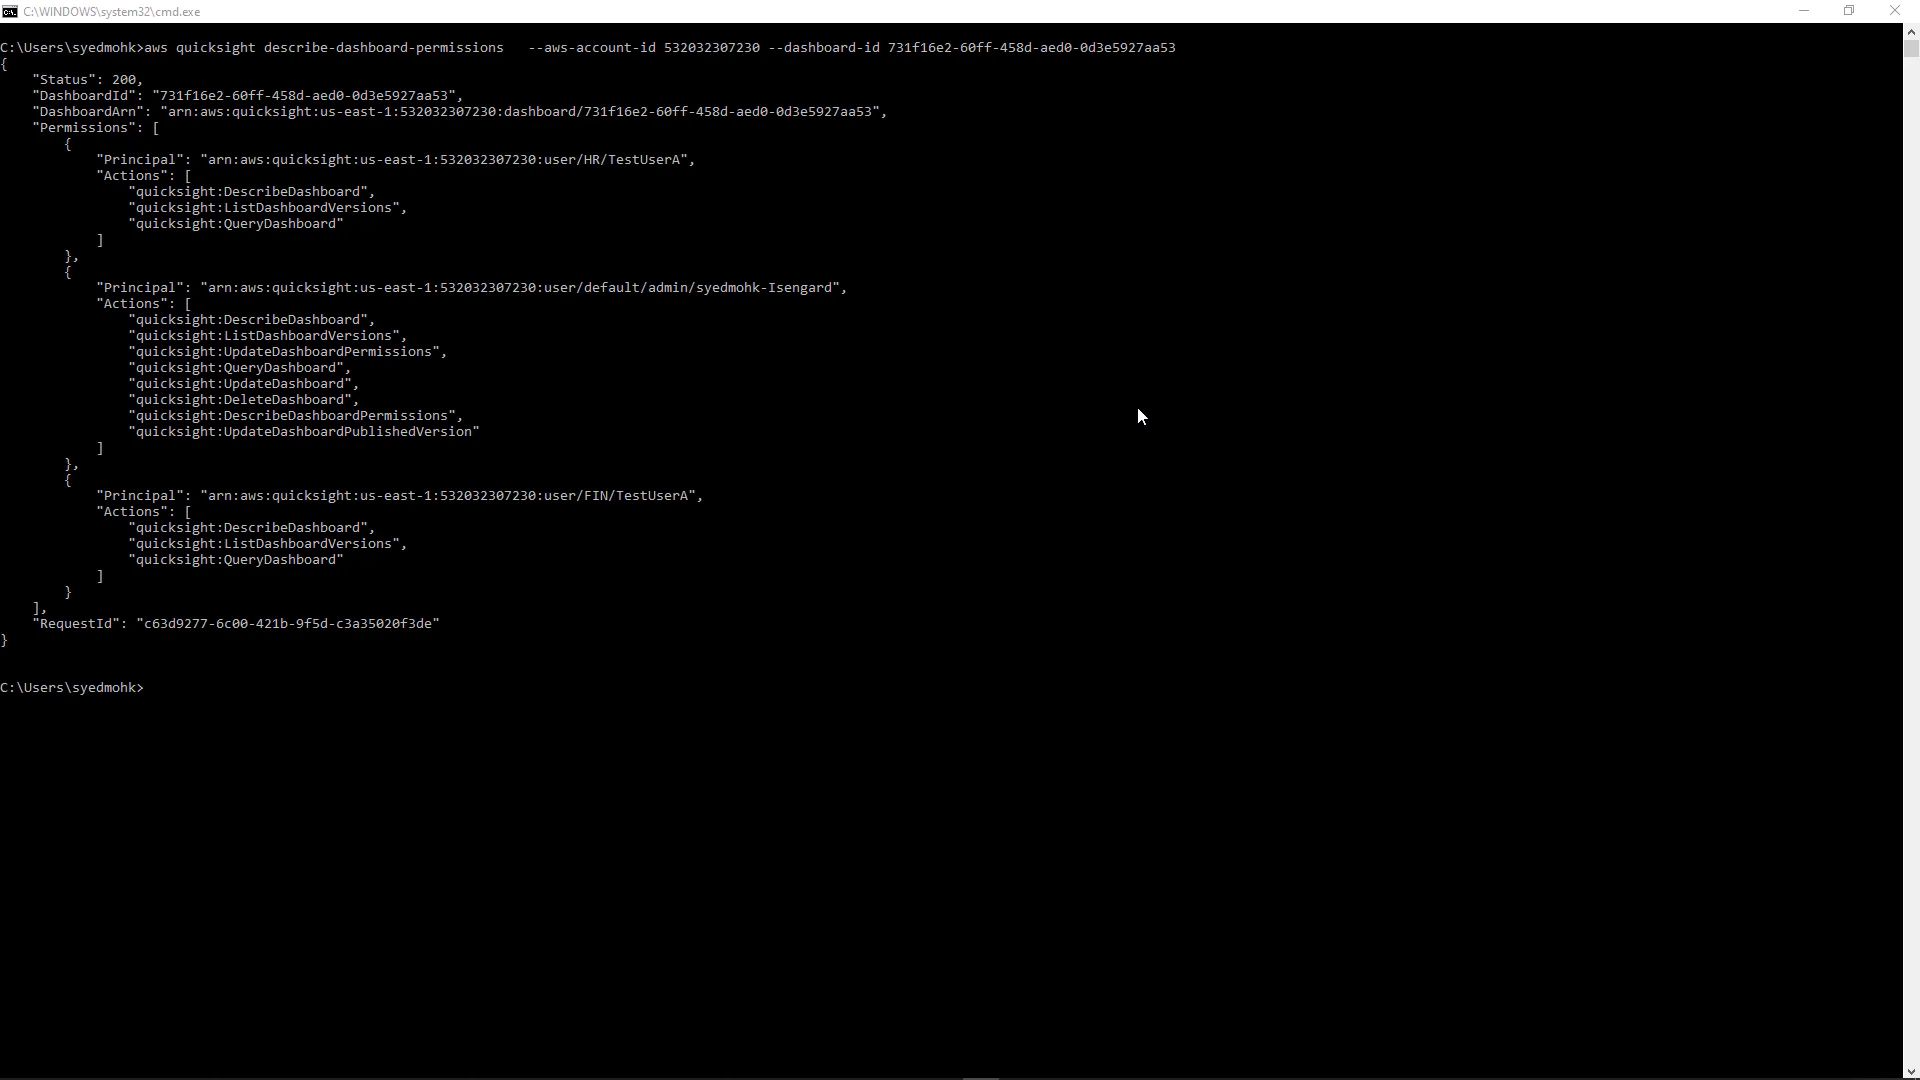 C:\WINDOWS\system32\cmd.exe
C:\Users\syedmohk>aws quicksight describe-dashboard-permissions   --aws-account-id 532032307230 --dashboard-id 731f16e2-60ff-458d-aed0-0d3e5927aa53
{
    "Status": 200,
    "DashboardId": "731f16e2-60ff-458d-aed0-0d3e5927aa53",
    "DashboardArn": "arn:aws:quicksight:us-east-1:532032307230:dashboard/731f16e2-60ff-458d-aed0-0d3e5927aa53",
    "Permissions": [
        {
            "Principal": "arn:aws:quicksight:us-east-1:532032307230:user/HR/TestUserA",
            "Actions": [
                "quicksight:DescribeDashboard",
                "quicksight:ListDashboardVersions",
                "quicksight:QueryDashboard"
            ]
        },
        {
            "Principal": "arn:aws:quicksight:us-east-1:532032307230:user/default/admin/syedmohk-Isengard",
            "Actions": [
                "quicksight:DescribeDashboard",
                "quicksight:ListDashboardVersions",
                "quicksight:UpdateDashboardPermissions",
                "quicksight:QueryDashboard",
                "quicksight:UpdateDashboard",
                "quicksight:DeleteDashboard",
                "quicksight:DescribeDashboardPermissions",
                "quicksight:UpdateDashboardPublishedVersion"
            ]
        },
        {
            "Principal": "arn:aws:quicksight:us-east-1:532032307230:user/FIN/TestUserA",
            "Actions": [
                "quicksight:DescribeDashboard",
                "quicksight:ListDashboardVersions",
                "quicksight:QueryDashboard"
            ]
        }
    ],
    "RequestId": "c63d9277-6c00-421b-9f5d-c3a35020f3de"
}
C:\Users\syedmohk>